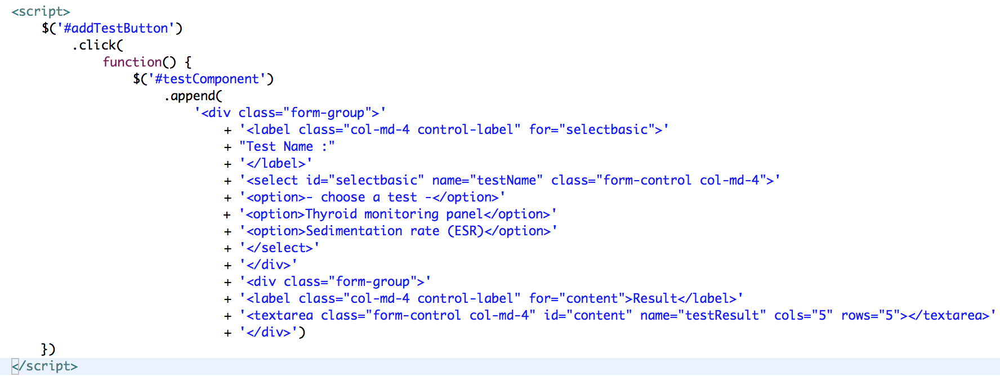 <script>
$('#addTestButton')
.click(
function() {
$('#testComponent')
.append(
'<div class="form-group">'
+ '<label class="col-md-4 control-label" for="selectbasic">'
+ "Test Name :"
+ '</label>'
+ '<select id="selectbasic" name="testName" class="form-control col-md-4">'
+ '<option>- choose a test -</option>'
+ '<option>Thyroid monitoring panel</option>'
+ '<option>Sedimentation rate (ESR)</option>'
+ '</select>'
+ '</div>'
+ '<div class="form-group">'
+ '<label class="col-md-4 control-label" for="content">Result</label>'
+ '<textarea class="form-control col-md-4" id="content" name="testResult" cols="5" rows="5"></textarea>'
+ '</div>')
})
</script>